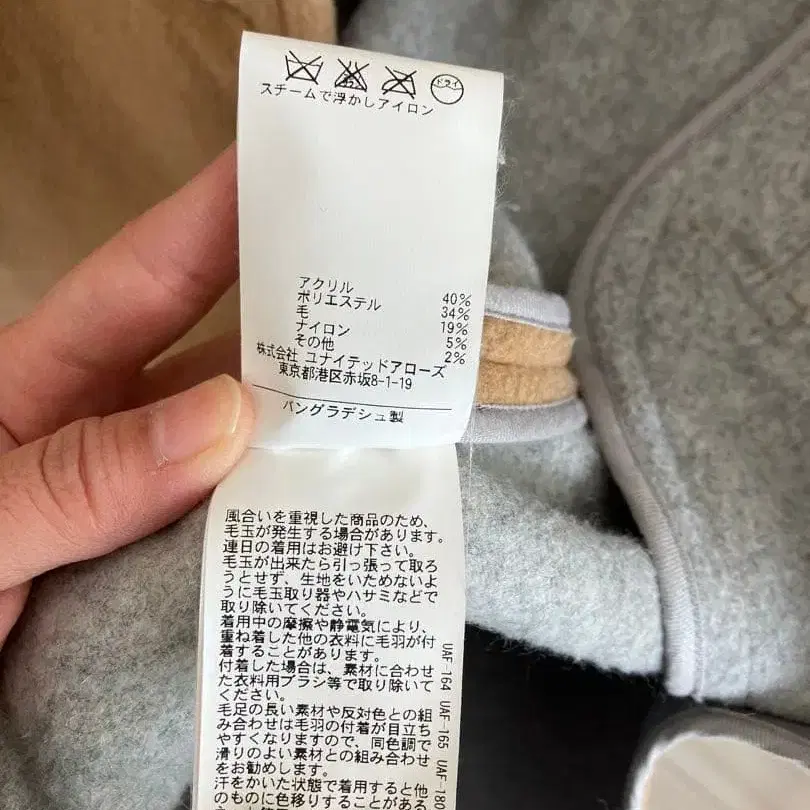 ドライ
スチームで浮かしアイロン
アクリル 40%
ポリエステル 34%
毛 19%
ナイロン 5%
その他 2%
株式会社 ユナイテッドアローズ
東京都港区赤坂8-1-19
バングラデシュ製
風合いを重視した商品のため、
毛玉が発生する場合があります。
連日の着用はお避け下さい。
毛玉が出来たら引っ張って取ろ
うとせず、生地をいためないよ
うに毛玉取り器やハサミなどで
取り除いてください。
着用中の摩擦や静電気により、
重ね着した他の衣料に毛羽が付
着することがあります。
付着した場合は、素材に合わせ
た衣料用ブラシ等で取り除いて
ください。
毛足の長い素材や反対色との組
み合わせは毛羽の付着が目立ち
やすくなりますので、同色調で
滑りのよい素材との組み合わせ
をお勧めします。
汗をかいた状態で着用すると他
のものに色移りすることがある
UAF-164 UAF-165 UAF-180